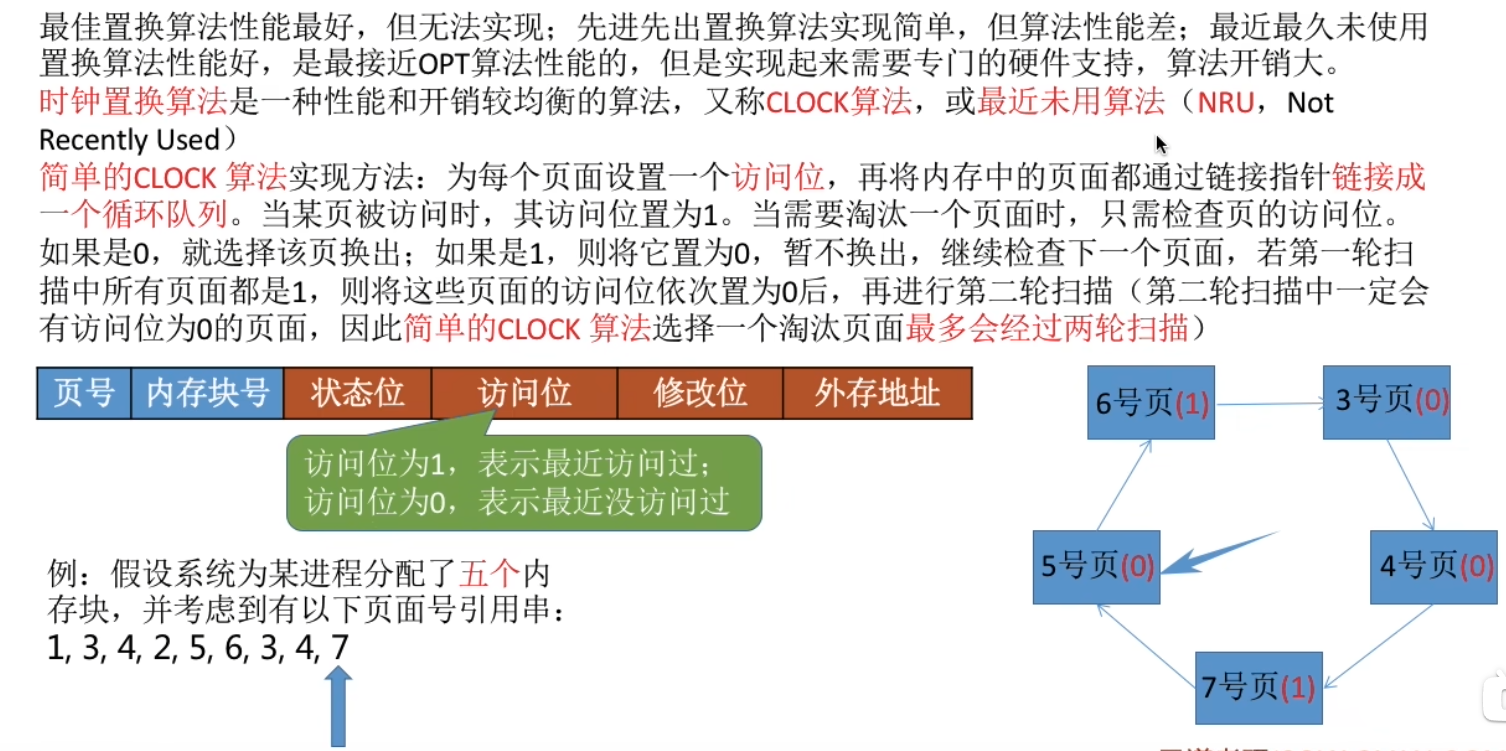 最佳置换算法性能最好，但无法实现；先进先出置换算法实现简单，但算法性能差；最近最久未使用
置换算法性能好，是最接近OPT算法性能的，但是实现起来需要专门的硬件支持，算法开销大。
时钟置换算法是一种性能和开销较均衡的算法，又称CLOCK算法，或最近未用算法（NRU，Not
Recently Used）
简单的CLOCK 算法实现方法：为每个页面设置一个访问位，再将内存中的页面都通过链接指针链接成
一个循环队列。当某页被访问时，其访问位置为1。当需要淘汰一个页面时，只需检查页的访问位。
如果是0，就选择该页换出；如果是1，则将它置为0，暂不换出，继续检查下一个页面，若第一轮扫
描中所有页面都是1，则将这些页面的访问位依次置为0后，再进行第二轮扫描（第二轮扫描中一定会
有访问位为0的页面，因此简单的CLOCK 算法选择一个淘汰页面最多会经过两轮扫描）
页号 内存块号 状态位 访问位 修改位 外存地址
访问位为1，表示最近访问过；
访问位为0，表示最近没访问过
例：假设系统为某进程分配了五个内
存块，并考虑到有以下页面号引用串：
1, 3, 4, 2, 5, 6, 3, 4, 7
6号页(1)
3号页(0)
5号页(0)
4号页(0)
7号页(1)